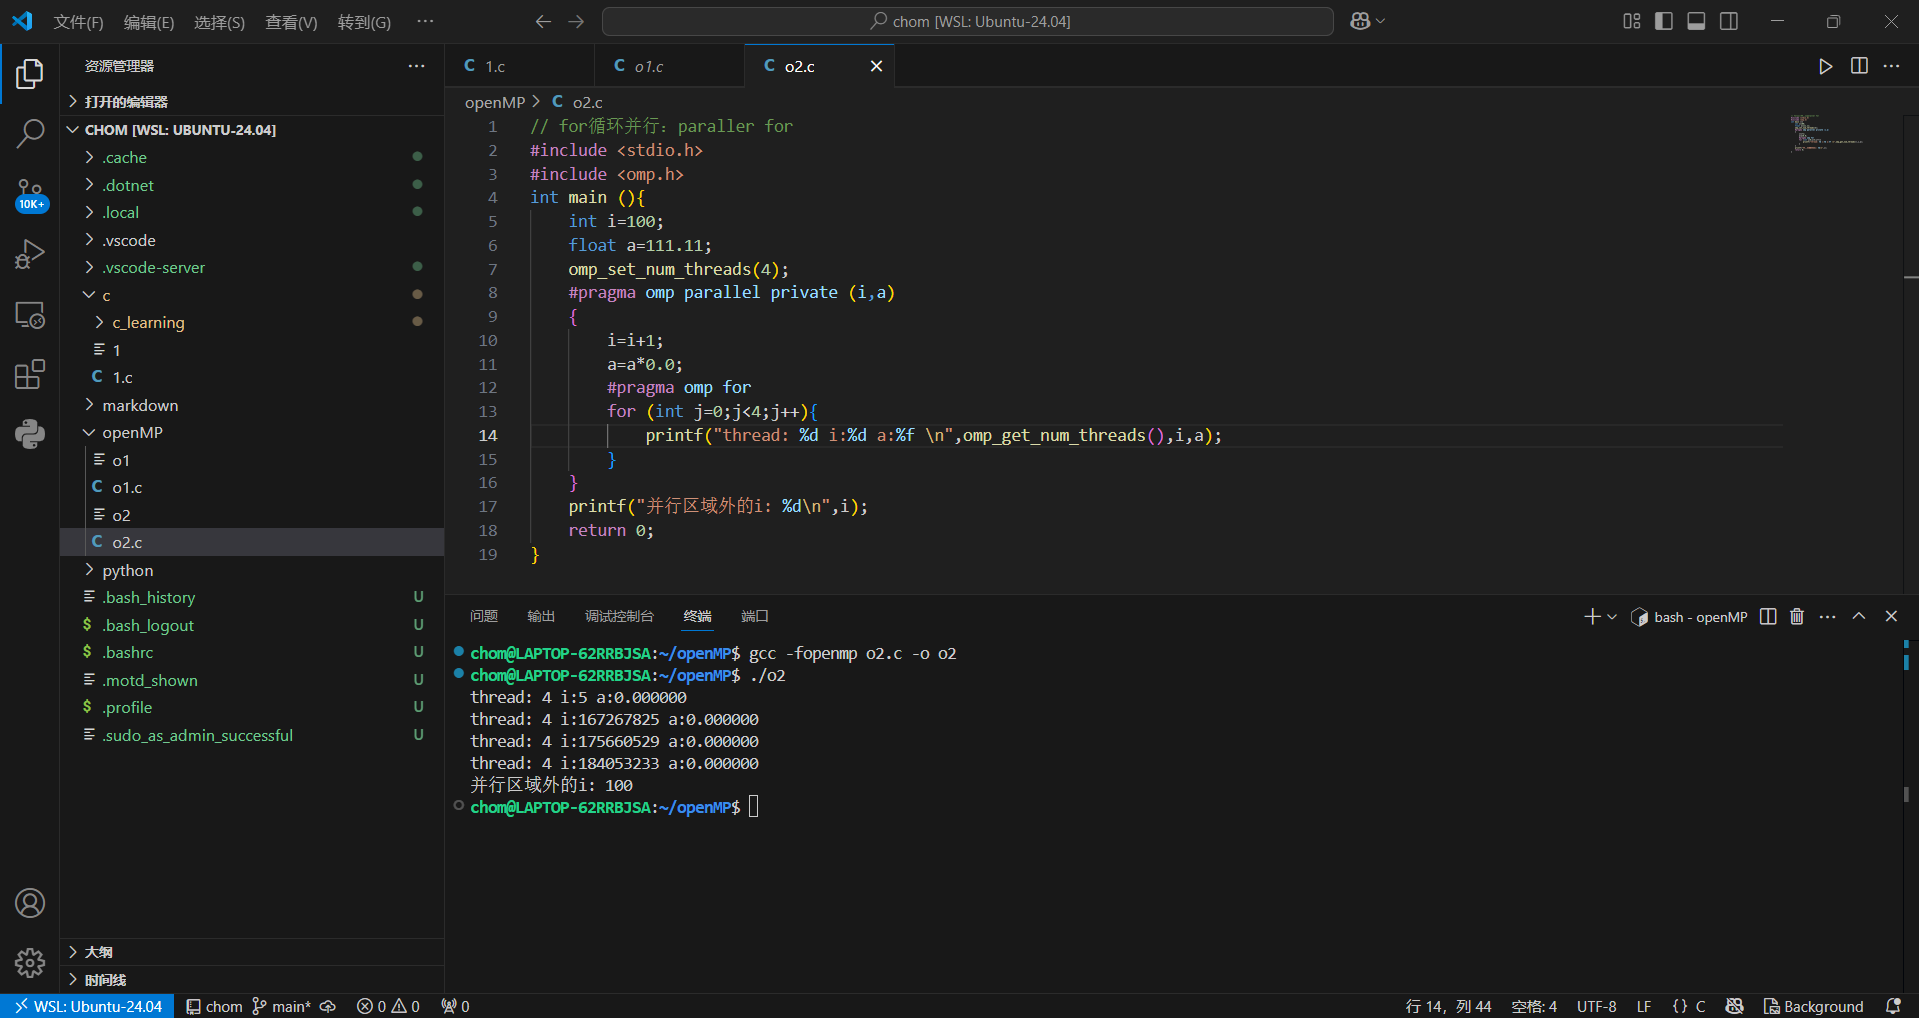 文件(F) 编辑(E) 选择(S) 查看(V) 转到(G) ··· chom [WSL: Ubuntu-24.04]
资源管理器 ···
打开的编辑器
CHOM [WSL: UBUNTU-24.04]
.cache
.dotnet
.local
.vscode
.vscode-server
c
c_learning
1
C 1.c
markdown
openMP
o1
C o1.c
o2
C o2.c
python
.bash_history U
$ .bash_logout U
$ .bashrc U
.motd_shown U
$ .profile U
.sudo_as_admin_successful U
大纲
时间线
10K+
C 1.c C o1.c C o2.c
openMP > C o2.c
1 // for循环并行：paraller for
2 #include <stdio.h>
3 #include <omp.h>
4 int main (){
5 int i=100;
6 float a=111.11;
7 omp_set_num_threads(4);
8 #pragma omp parallel private (i,a)
9 {
10 i=i+1;
11 a=a*0.0;
12 #pragma omp for
13 for (int j=0;j<4;j++){
14 printf("thread: %d i:%d a:%f \n",omp_get_num_threads(),i,a);
15 }
16 }
17 printf("并行区域外的i: %d\n",i);
18 return 0;
19 }
问题 输出 调试控制台 终端 端口 bash - openMP
chom@LAPTOP-62RRBJSA:~/openMP$ gcc -fopenmp o2.c -o o2
chom@LAPTOP-62RRBJSA:~/openMP$ ./o2
thread: 4 i:5 a:0.000000
thread: 4 i:167267825 a:0.000000
thread: 4 i:175660529 a:0.000000
thread: 4 i:184053233 a:0.000000
并行区域外的i: 100
chom@LAPTOP-62RRBJSA:~/openMP$
WSL: Ubuntu-24.04 chom main* 0 0 0 行 14，列 44 空格: 4 UTF-8 LF {} C Background